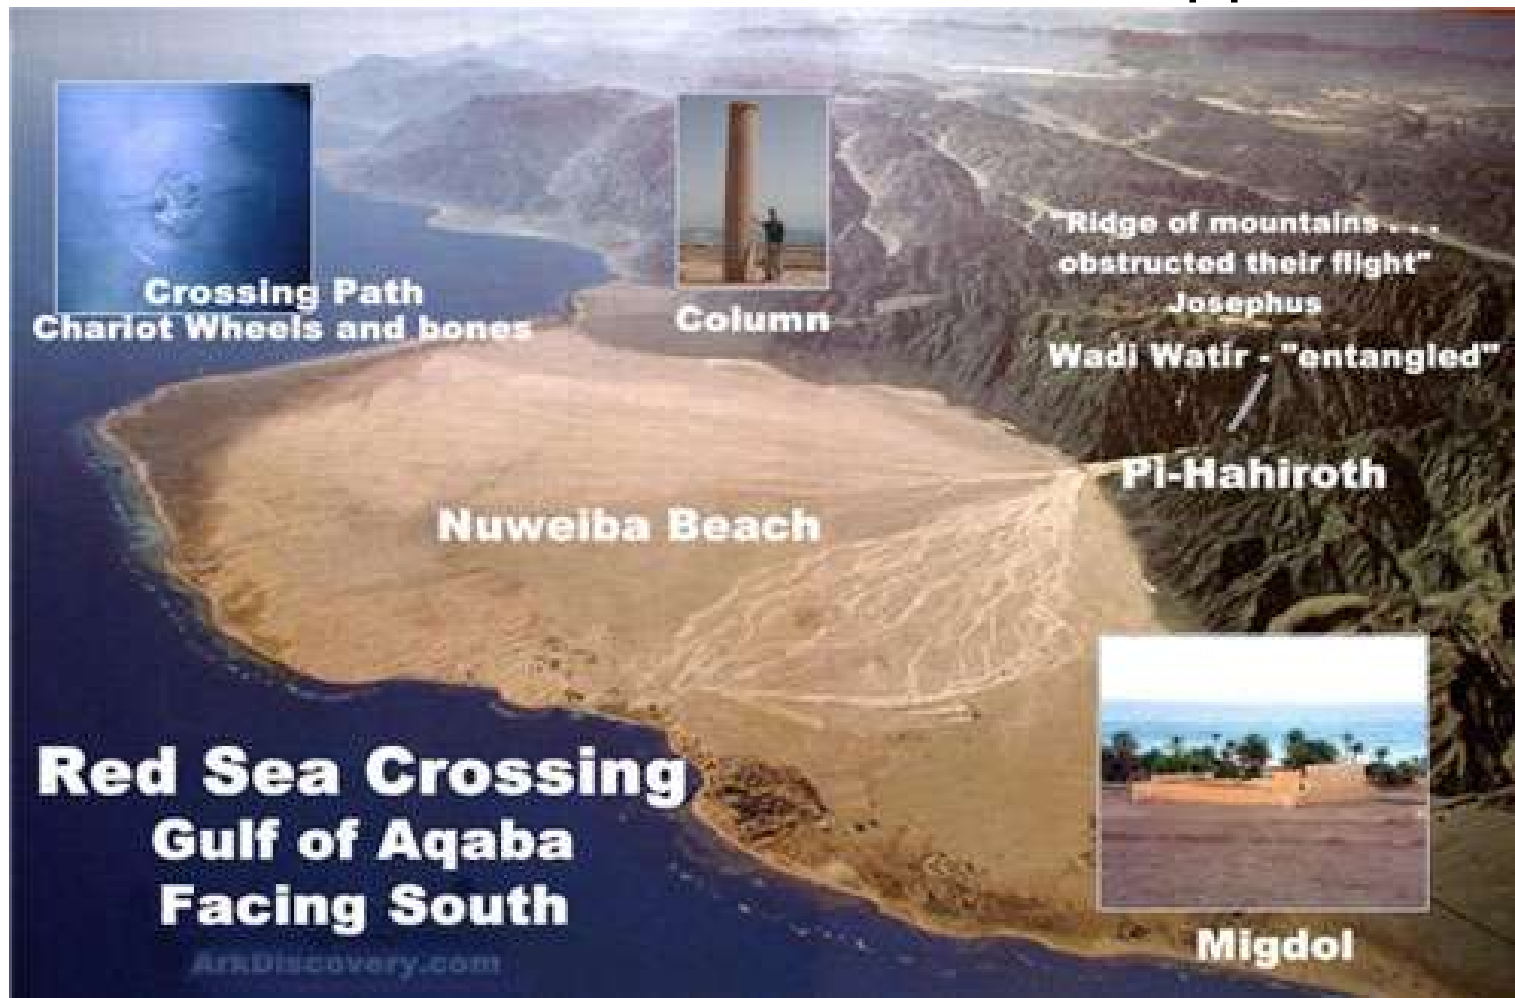 "Ridge of mountains . . .
obstructed their flight"
Josephus
Crossing Path
Chariot Wheels and bones
Column
Wadi Watir - "entangled"
Pi-Hahiroth
Nuweiba Beach
Red Sea Crossing
Gulf of Aqaba
Facing South
ArkDiscovery.com
Migdol